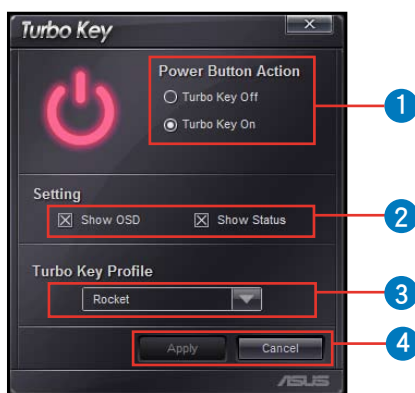 Turbo Key
Power Button Action
Turbo Key Off
Turbo Key On
1
Setting
Show OSD Show Status
2
Turbo Key Profile
Rocket
3
Apply Cancel
4
ASUS